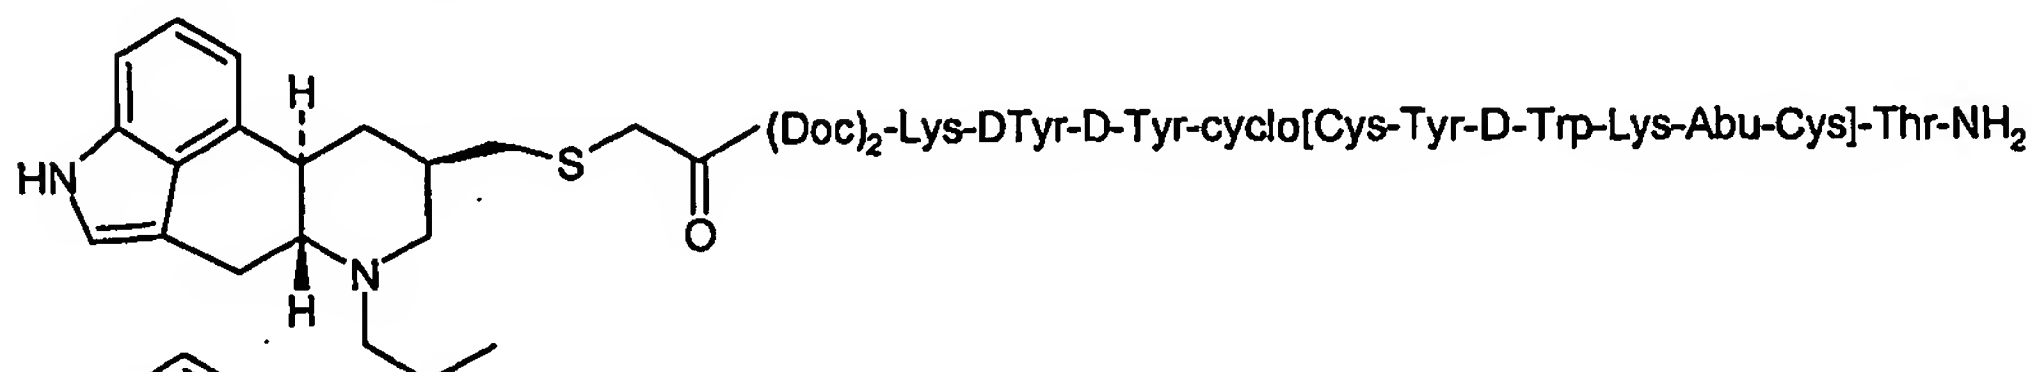 H
(Doc)2-Lys-DTyr-D-Tyr-cyclo[Cys-Tyr-D-Trp-Lys-Abu-Cys]-Thr-NH2
HN
S
O
N
H